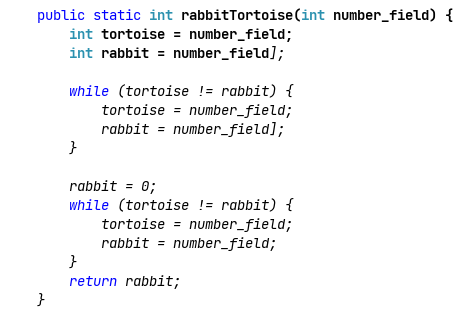 public static int rabbitTortoise(int number_field) {
int tortoise = number_field;
int rabbit = number_field];
while (tortoise != rabbit) {
tortoise = number_field;
rabbit = number_field];
}
rabbit = 0;
while (tortoise != rabbit) {
tortoise = number_field;
rabbit = number_field;
}
return rabbit;
}